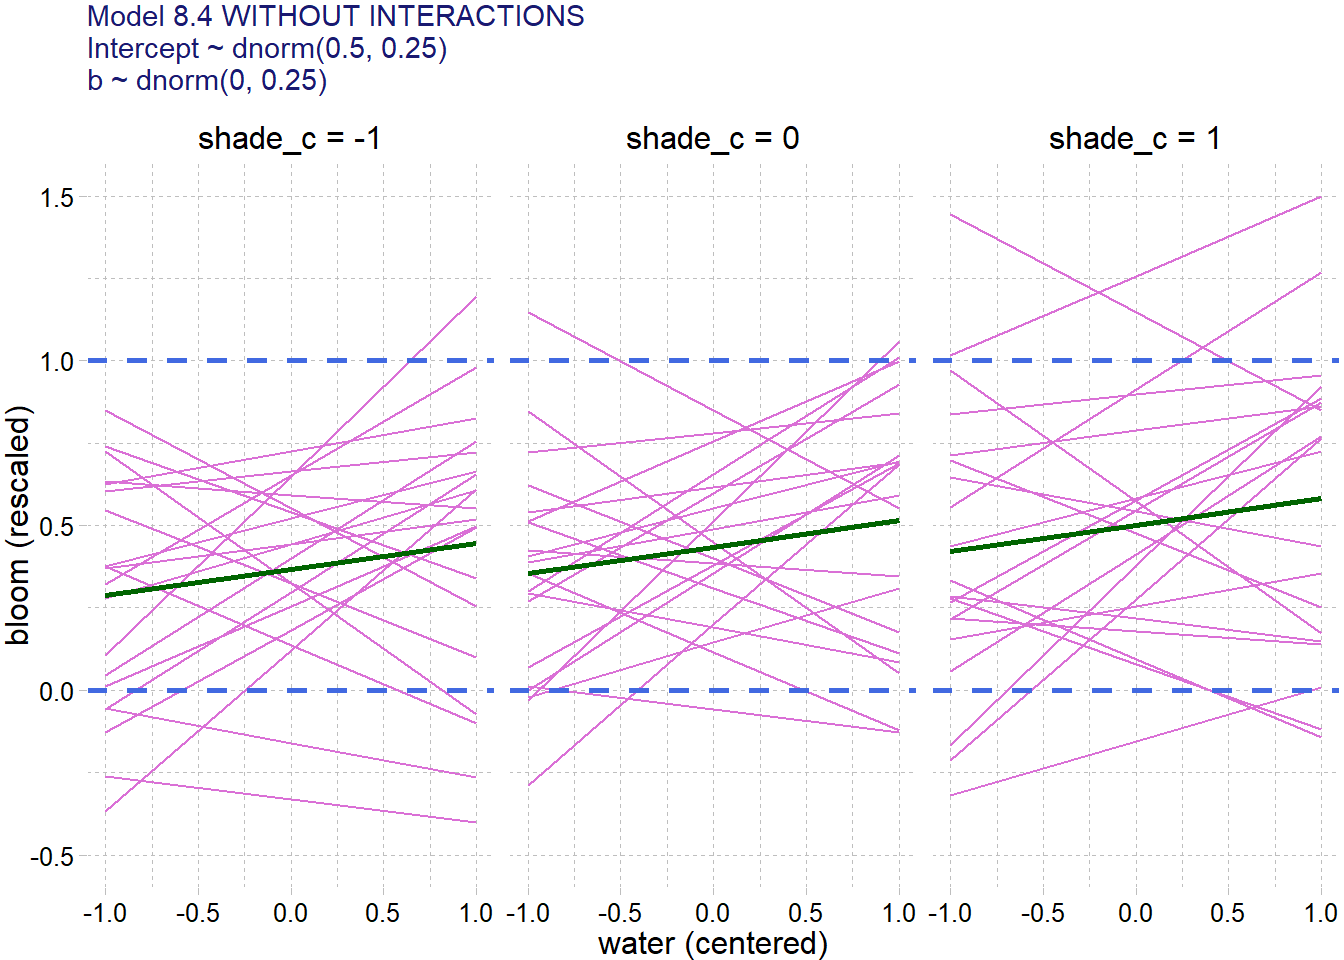 Model 8.4 WITHOUT INTERACTIONS
Intercept ~ dnorm(0.5, 0.25)
b ~ dnorm(0, 0.25)
shade_c = -1
shade_c = 0
shade_c = 1
bloom (rescaled)
1.5
1.0
0.5
0.0
-0.5
-1.0 -0.5 0.0 0.5 1.0
-1.0 -0.5 0.0 0.5 1.0
-1.0 -0.5 0.0 0.5 1.0
water (centered)